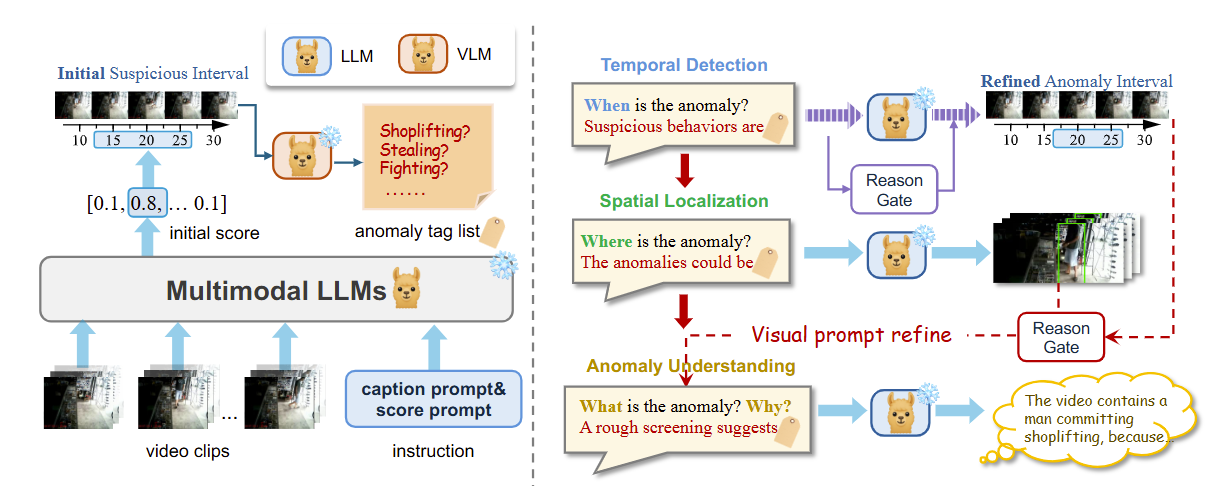 LLM
VLM
Initial Suspicious Interval
10 15 20 25 30
Shoplifting?
Stealing?
Fighting?
......
[0.1, 0.8, ... 0.1]
initial score
anomaly tag list
Multimodal LLMs
...
caption prompt&
score prompt
video clips
instruction
Temporal Detection
When is the anomaly?
Suspicious behaviors are
Reason
Gate
Refined Anomaly Interval
10 15 20 25 30
Spatial Localization
Where is the anomaly?
The anomalies could be
Visual prompt refine
Reason
Gate
Anomaly Understanding
What is the anomaly? Why?
A rough screening suggests
The video contains a
man committing
shoplifting, because...